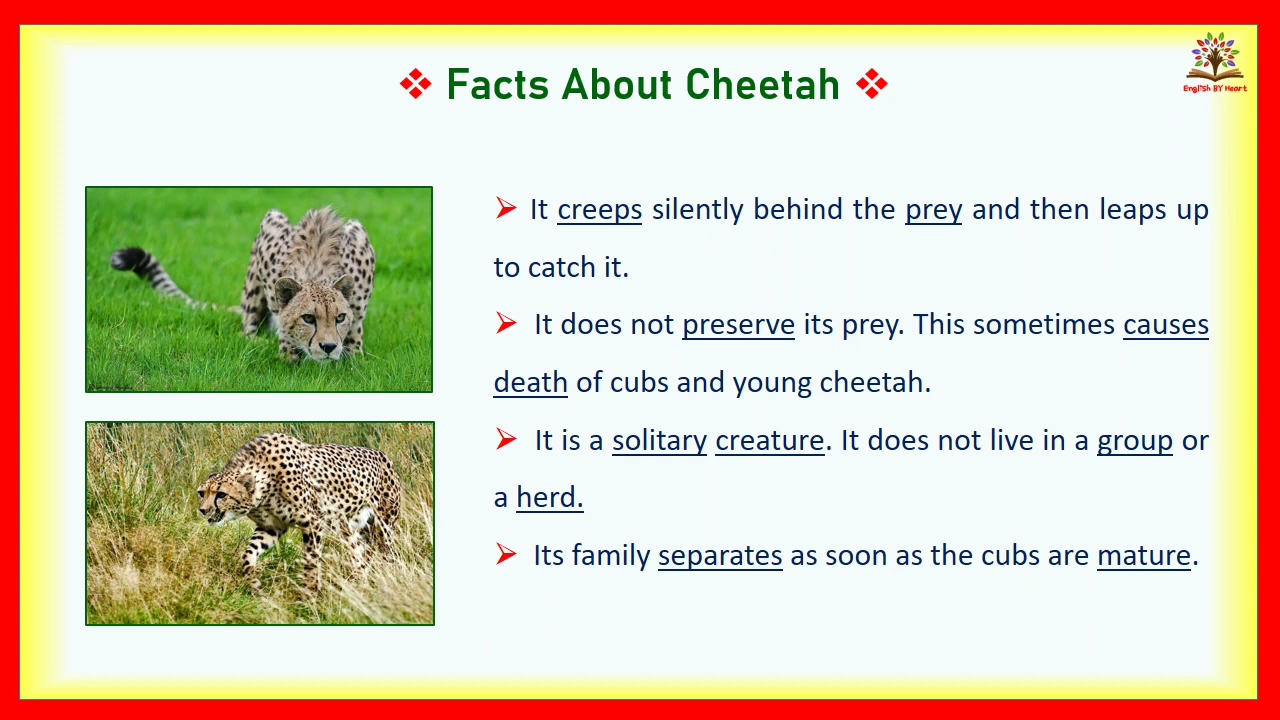 ❖ Facts About Cheetah ❖
English BY Heart
➢ It creeps silently behind the prey and then leaps up
to catch it.
➢ It does not preserve its prey. This sometimes causes
death of cubs and young cheetah.
➢ It is a solitary creature. It does not live in a group or
a herd.
➢ Its family separates as soon as the cubs are mature.